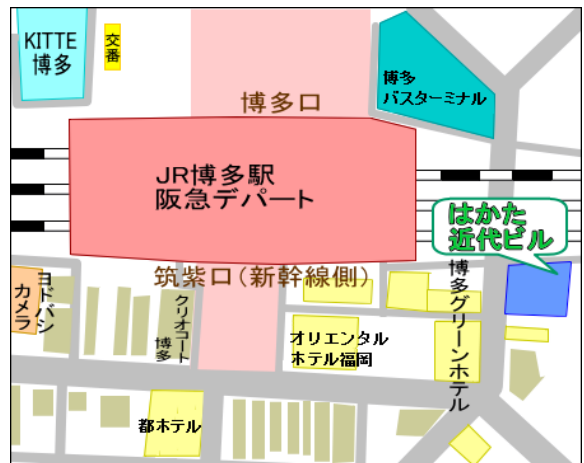 KITTE
博多
交番
博多
バスターミナル
博多口
JR博多駅
阪急デパート
はかた
近代ビル
筑紫口(新幹線側)
ヨドバシ
カメラ
クリオコート
博多
オリエンタル
ホテル福岡
博多グリーンホテル
都ホテル